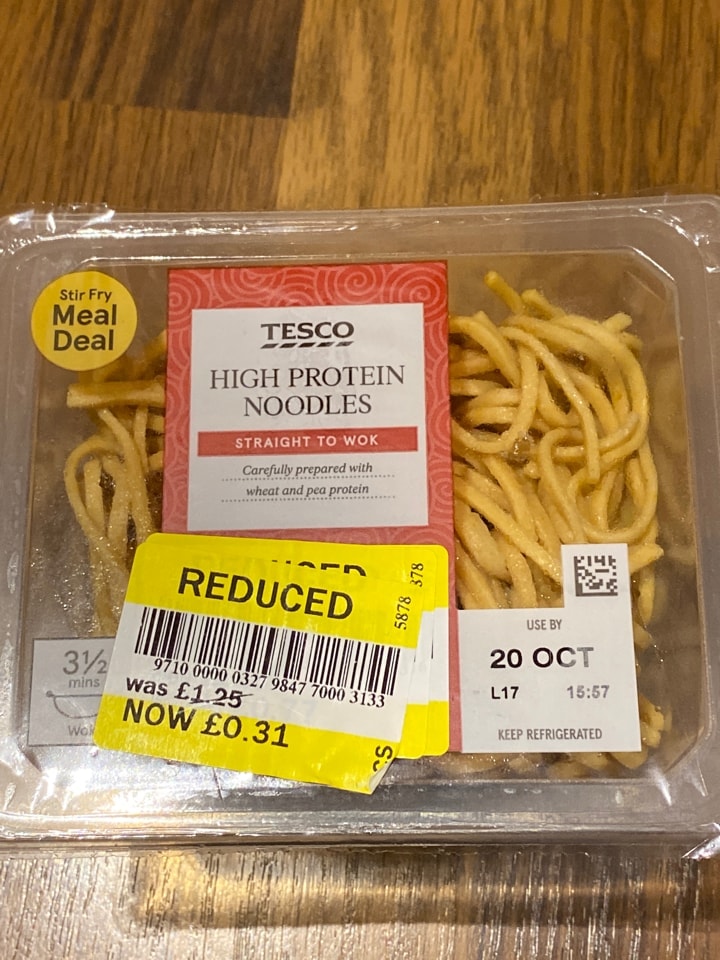 Stir Fry
Meal
Deal
TESCO
HIGH PROTEIN
NOODLES
STRAIGHT TO WOK
Carefully prepared with
wheat and pea protein
REDUCED
5878 378
9710 0000 0327 9847 7000 3133
was £1.25
NOW £0.31
3½
mins
USE BY
20 OCT
L17 15:57
KEEP REFRIGERATED